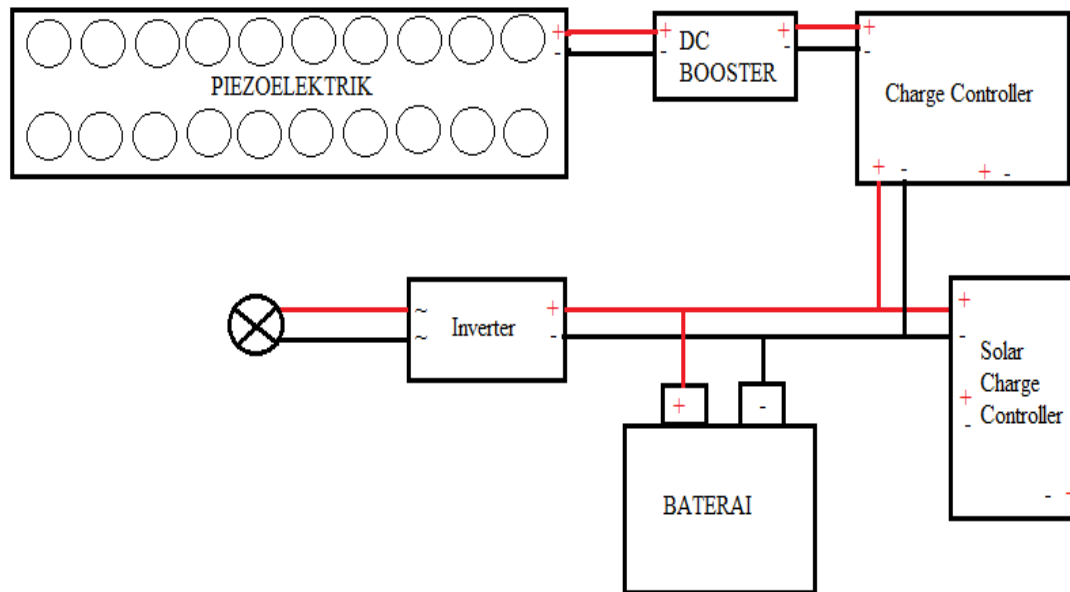 + + DC + +
- - BOOSTER - -
PIEZOELEKTRIK
Charge Controller
+ - + -
~ Inverter +
~ -
+
-
Solar
Charge
+ Controller
-
- +
+ -
BATERAI